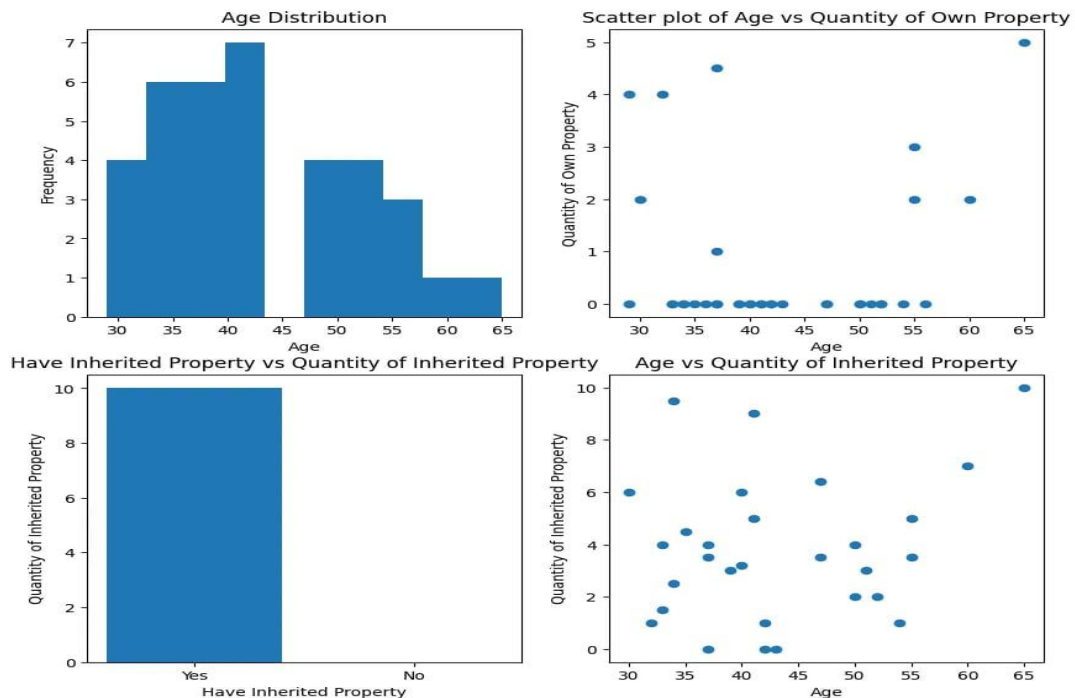 Age Distribution
7
6
5
4
3
2
1
0
Frequency
30 35 40 45 50 55 60 65
Age
Scatter plot of Age vs Quantity of Own Property
5
4
3
2
1
0
Quantity of Own Property
30 35 40 45 50 55 60 65
Age
Have Inherited Property vs Quantity of Inherited Property
10
8
6
4
2
0
Quantity of Inherited Property
Yes No
Have Inherited Property
Age vs Quantity of Inherited Property
10
8
6
4
2
0
Quantity of Inherited Property
30 35 40 45 50 55 60 65
Age